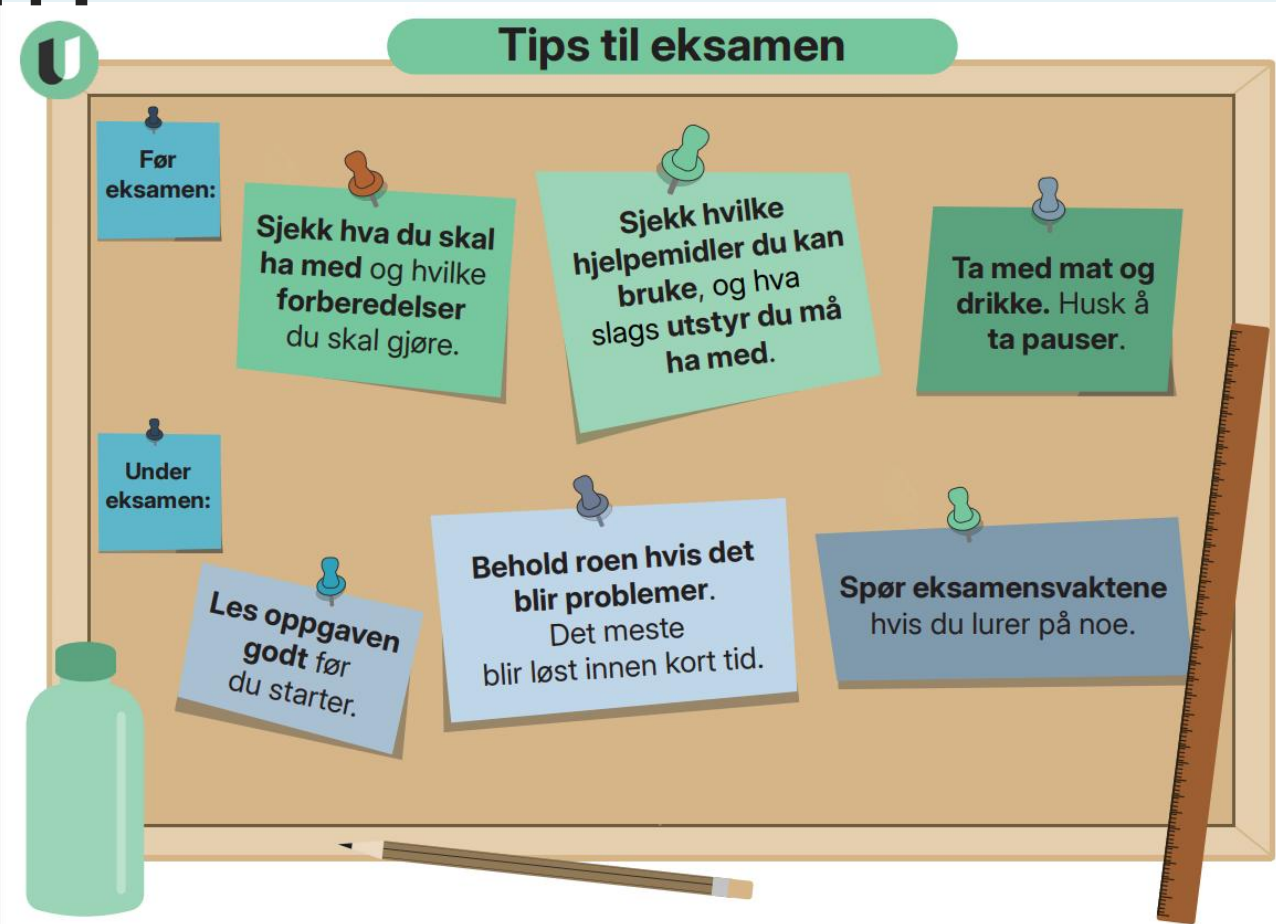 Tips til eksamen
Før
eksamen:
Sjekk hva du skal
ha med og hvilke
forberedelser
du skal gjøre.
Sjekk hvilke
hjelpemidler du kan
bruke, og hva
slags utstyr du må
ha med.
Ta med mat og
drikke. Husk å
ta pauser.
Under
eksamen:
Les oppgaven
godt før
du starter.
Behold roen hvis det
blir problemer.
Det meste
blir løst innen kort tid.
Spør eksamensvaktene
hvis du lurer på noe.